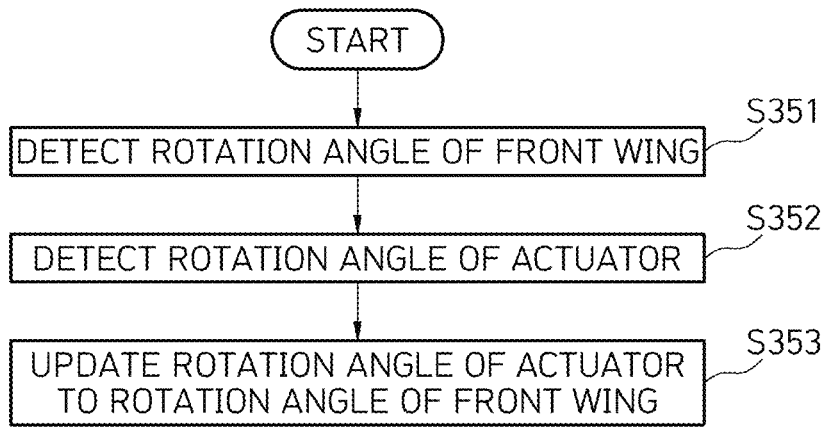 START
S351
DETECT ROTATION ANGLE OF FRONT WING
S352
DETECT ROTATION ANGLE OF ACTUATOR
S353
UPDATE ROTATION ANGLE OF ACTUATOR
TO ROTATION ANGLE OF FRONT WING